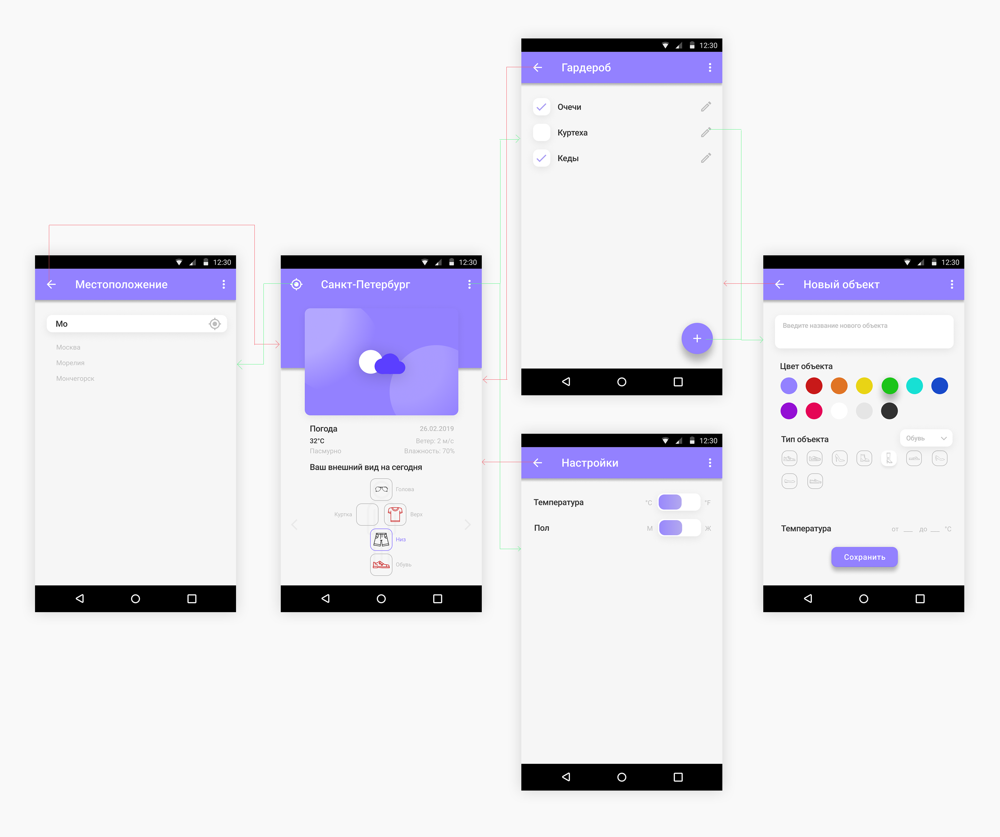 12:30
Местоположение
Мо
Москва
Морелия
Мончегорск
12:30
Санкт-Петербург
Погода 26.02.2019
32°C Ветер: 2 м/с
Пасмурно Влажность: 70%
Ваш внешний вид на сегодня
Голова
Куртка Верх
Низ
Обувь
12:30
Гардероб
Очечи
Куртеха
Кеды
12:30
Настройки
Температура °C °F
Пол М Ж
12:30
Новый объект
Введите название нового объекта
Цвет объекта
Тип объекта Обувь
Температура от __ до __ °C
Сохранить